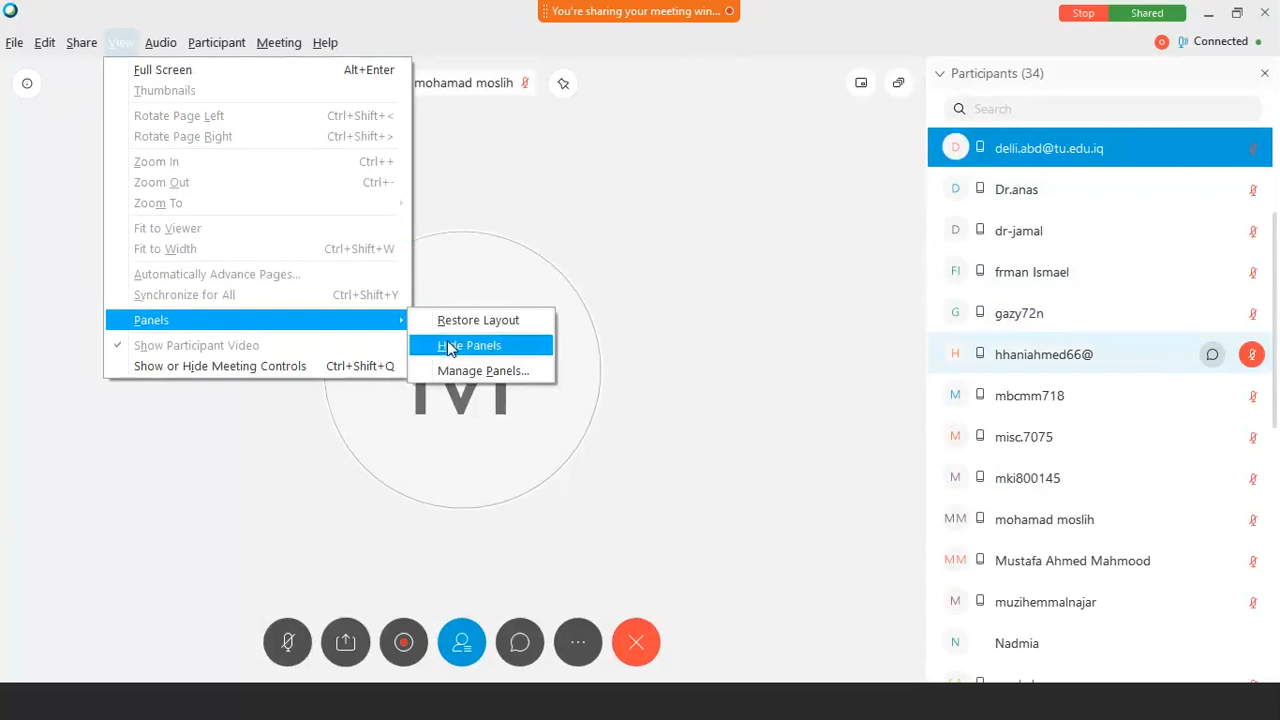 You're sharing your meeting win...
Stop
Shared
File
Edit
Share
View
Audio
Participant
Meeting
Help
Connected
Full Screen Alt+Enter
Thumbnails
Rotate Page Left Ctrl+Shift+<
Rotate Page Right Ctrl+Shift+>
Zoom In Ctrl++
Zoom Out Ctrl+-
Zoom To
Fit to Viewer
Fit to Width Ctrl+Shift+W
Automatically Advance Pages...
Synchronize for All Ctrl+Shift+Y
Panels
Show Participant Video
Show or Hide Meeting Controls Ctrl+Shift+Q
Restore Layout
Hide Panels
Manage Panels...
mohamad moslih
M
Participants (34)
Search
D delli.abd@tu.edu.iq
D Dr.anas
D dr-jamal
FI frman Ismael
G gazy72n
H hhaniahmed66@
M mbcmm718
M misc.7075
M mki800145
MM mohamad moslih
MM Mustafa Ahmed Mahmood
M muzihemmalnajar
N Nadmia